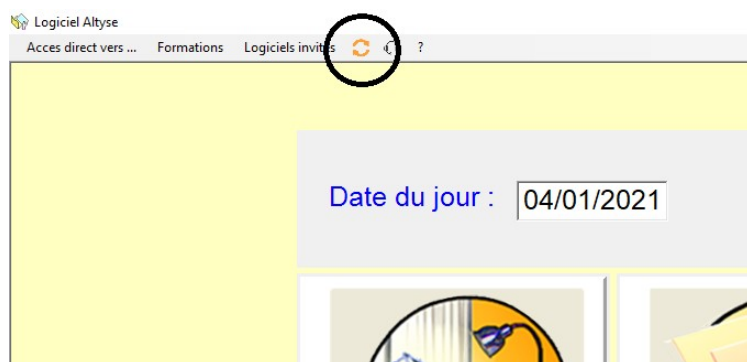 Logiciel Altyse
Acces direct vers ... Formations Logiciels invités ?
Date du jour : 04/01/2021